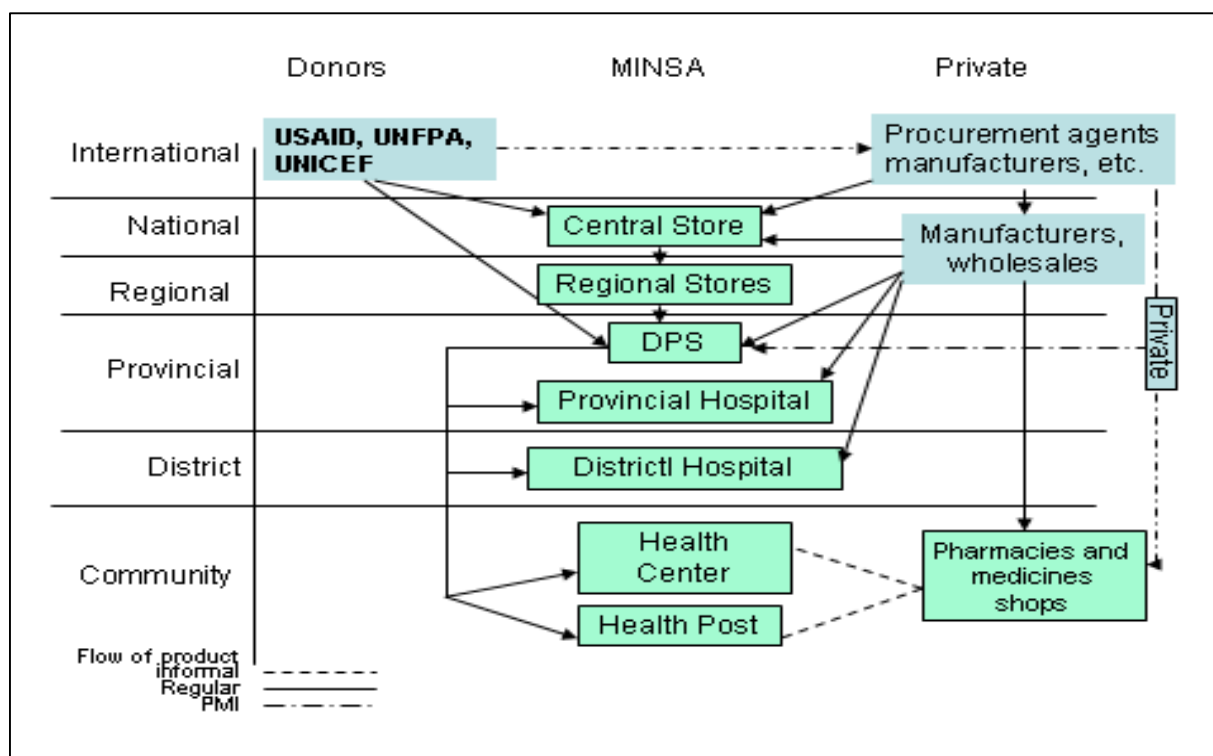 Donors
MINSA
Private
International
USAID, UNFPA,
UNICEF
Procurement agents
manufacturers, etc.
National
Central Store
Manufacturers,
wholesales
Regional
Regional Stores
Private
Provincial
DPS
Provincial Hospital
District
Districtl Hospital
Community
Health
Center
Pharmacies and
medicines
shops
Health Post
Flow of product
informal
Regular
PMI